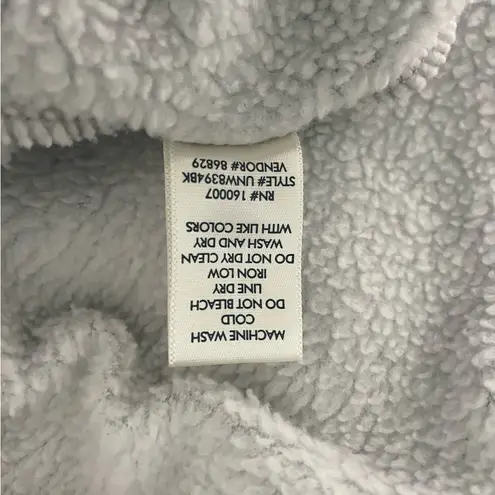 MACHINE WASH
COLD
DO NOT BLEACH
LINE DRY
IRON LOW
DO NOT DRY CLEAN
WASH AND DRY
WITH LIKE COLORS
RN# 160007
STYLE# UNW8394BK
VENDOR# 86829